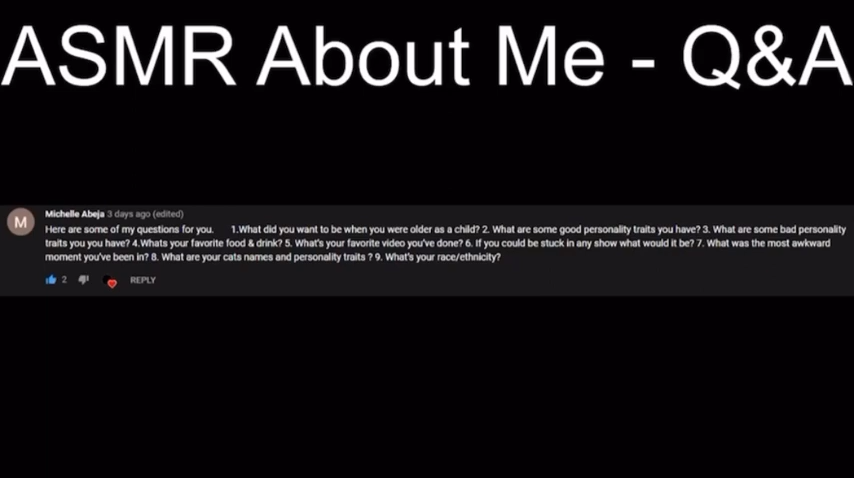 ASMR About Me - Q&A
M
Michelle Abeja 3 days ago (edited)
Here are some of my questions for you. 1.What did you want to be when you were older as a child? 2. What are some good personality traits you have? 3. What are some bad personality
traits you you have? 4.Whats your favorite food & drink? 5. What's your favorite video you've done? 6. If you could be stuck in any show what would it be? 7. What was the most awkward
moment you've been in? 8. What are your cats names and personality traits ? 9. What's your race/ethnicity?
2 REPLY